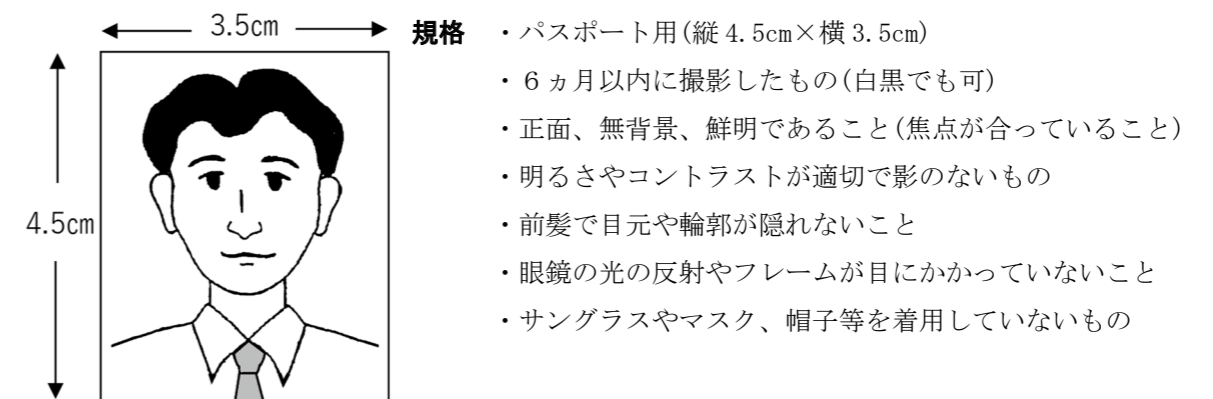 3.5cm
4.5cm
規格 ・パスポート用(縦 4.5cm×横 3.5cm)
・６ヵ月以内に撮影したもの(白黒でも可)
・正面、無背景、鮮明であること(焦点が合っていること)
・明るさやコントラストが適切で影のないもの
・前髪で目元や輪郭が隠れないこと
・眼鏡の光の反射やフレームが目にかかっていないこと
・サングラスやマスク、帽子等を着用していないもの